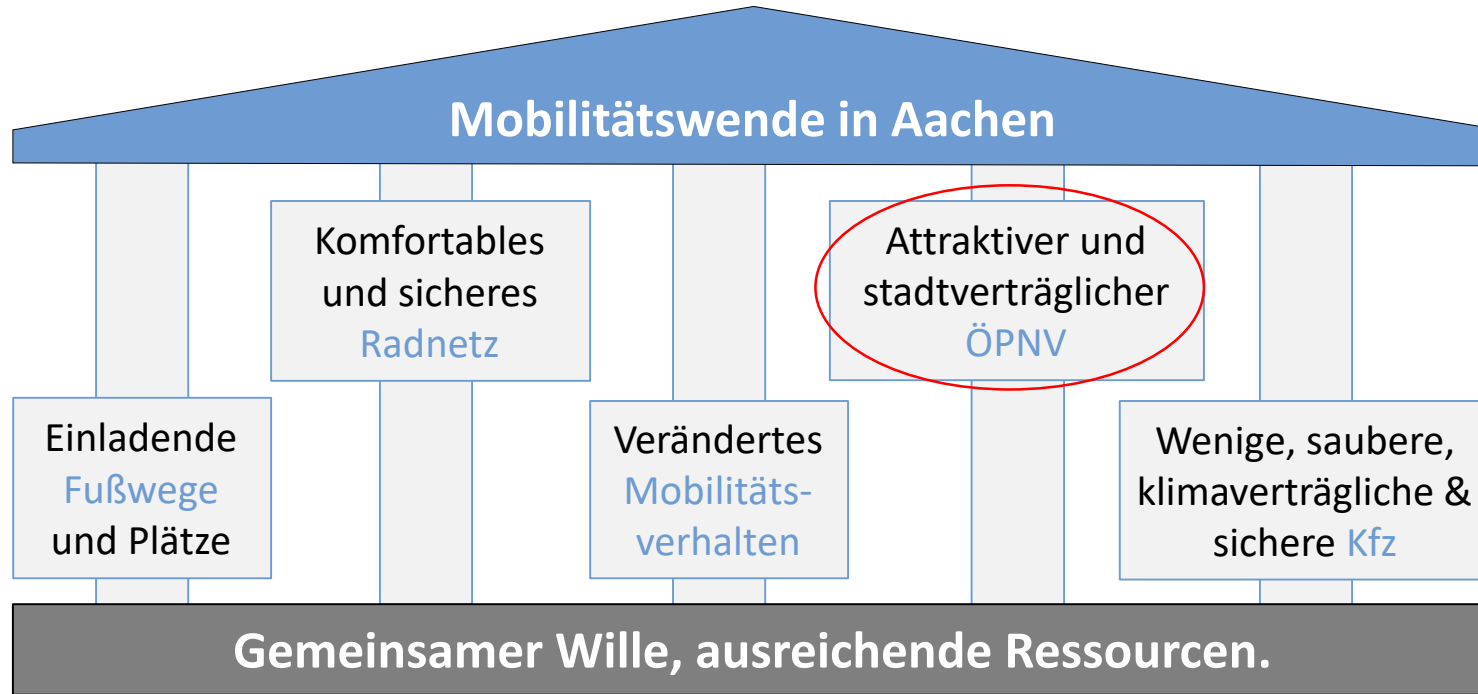 Mobilitätswende in Aachen
Einladende
Fußwege
und Plätze
Komfortables
und sicheres
Radnetz
Verändertes
Mobilitäts-
verhalten
Attraktiver und
stadtverträglicher
ÖPNV
Wenige, saubere,
klimaverträgliche &
sichere Kfz
Gemeinsamer Wille, ausreichende Ressourcen.